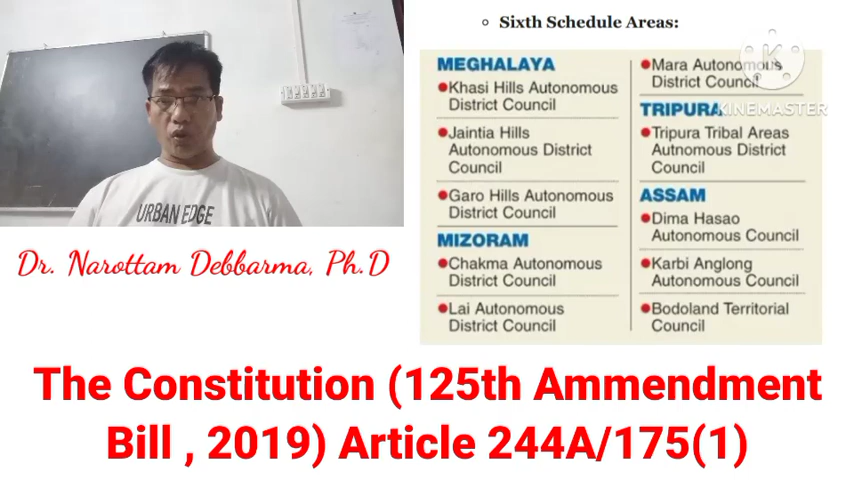 Sixth Schedule Areas:
MEGHALAYA
Khasi Hills Autonomous
District Council
Jaintia Hills
Autonomous District
Council
Garo Hills Autonomous
District Council
MIZORAM
Chakma Autonomous
District Council
Lai Autonomous
District Council
Mara Autonomous
District Council
TRIPURA
Tripura Tribal Areas
Autnomous District
Council
ASSAM
Dima Hasao
Autonomous Council
Karbi Anglong
Autonomous Council
Bodoland Territorial
Council
K
KINEMASTER
URBAN EDGE
Dr. Narottam Debbarma, Ph.D
The Constitution (125th Ammendment
Bill , 2019) Article 244A/175(1)